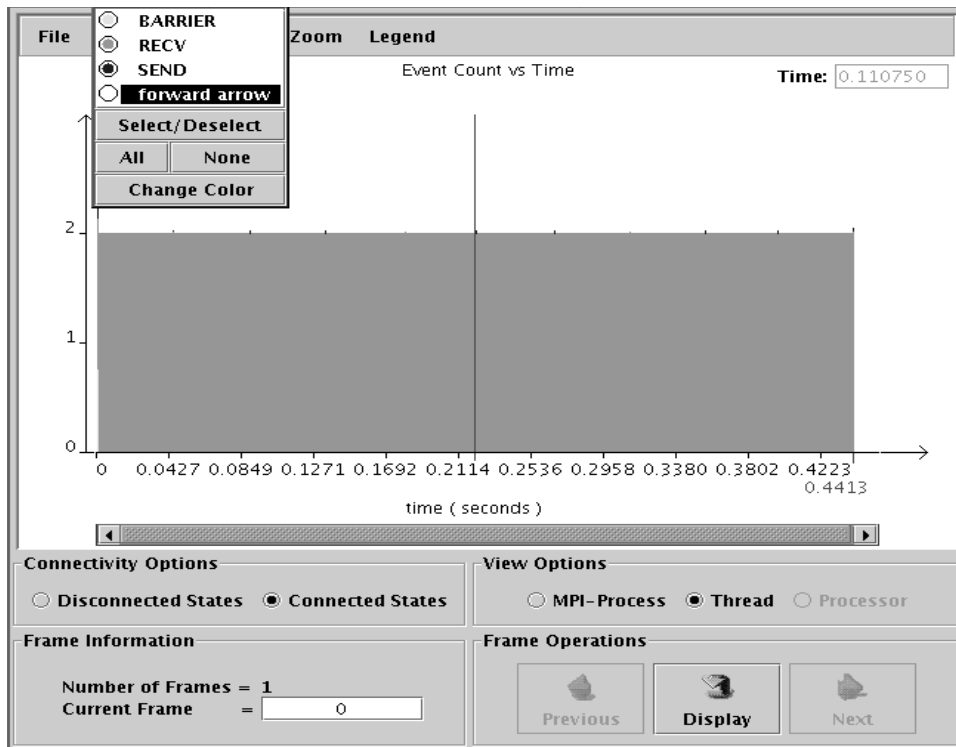 BARRIER
File Zoom Legend
RECV
SEND
Event Count vs Time
Time: 0.110750
forward arrow
Select/Deselect
All None
Change Color
2
1
0
0 0.0427 0.0849 0.1271 0.1692 0.2114 0.2536 0.2958 0.3380 0.3802 0.4223
0.4413
time ( seconds )
Connectivity Options View Options
Disconnected States Connected States MPI-Process Thread Processor
Frame Information Frame Operations
Number of Frames = 1
Current Frame = 0
Previous Display Next